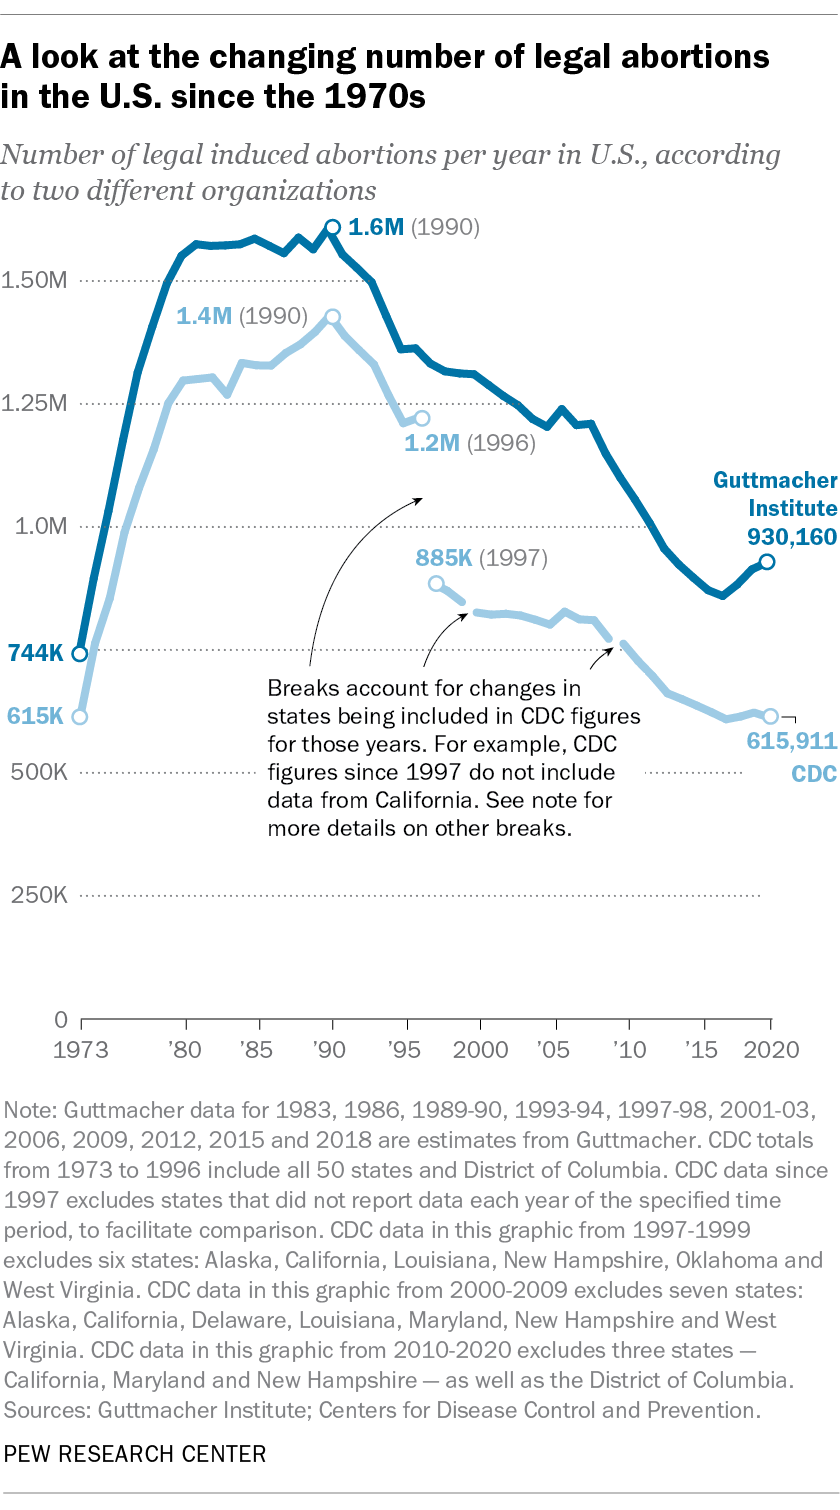 A look at the changing number of legal abortions
in the U.S. since the 1970s
Number of legal induced abortions per year in U.S., according
to two different organizations
1.6M (1990)
1.50M
1.4M (1990)
1.25M
1.2M (1996)
Guttmacher
Institute
930,160
1.0M
885K (1997)
744K
615K
Breaks account for changes in
states being included in CDC figures
for those years. For example, CDC
figures since 1997 do not include
data from California. See note for
more details on other breaks.
615,911
CDC
500K
250K
0
1973 ’80 ’85 ’90 ’95 2000 ’05 ’10 ’15 2020
Note: Guttmacher data for 1983, 1986, 1989-90, 1993-94, 1997-98, 2001-03,
2006, 2009, 2012, 2015 and 2018 are estimates from Guttmacher. CDC totals
from 1973 to 1996 include all 50 states and District of Columbia. CDC data since
1997 excludes states that did not report data each year of the specified time
period, to facilitate comparison. CDC data in this graphic from 1997-1999
excludes six states: Alaska, California, Louisiana, New Hampshire, Oklahoma and
West Virginia. CDC data in this graphic from 2000-2009 excludes seven states:
Alaska, California, Delaware, Louisiana, Maryland, New Hampshire and West
Virginia. CDC data in this graphic from 2010-2020 excludes three states —
California, Maryland and New Hampshire — as well as the District of Columbia.
Sources: Guttmacher Institute; Centers for Disease Control and Prevention.
PEW RESEARCH CENTER